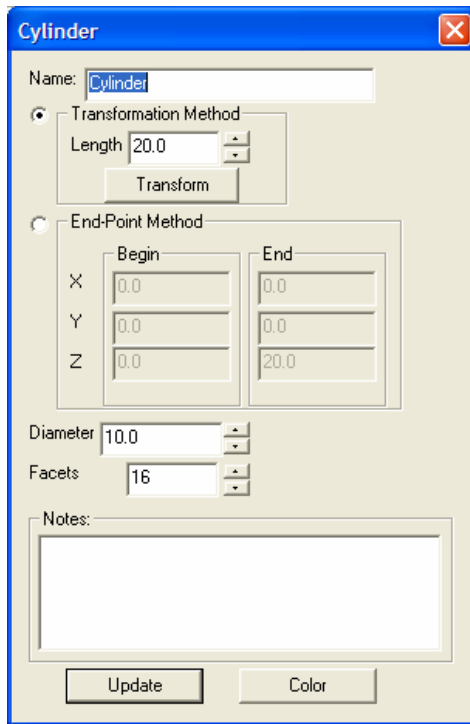 Cylinder
Name: Cylinder
Transformation Method
Length 20.0
Transform
End-Point Method
Begin End
X 0.0 0.0
Y 0.0 0.0
Z 0.0 20.0
Diameter 10.0
Facets 16
Notes:
Update Color